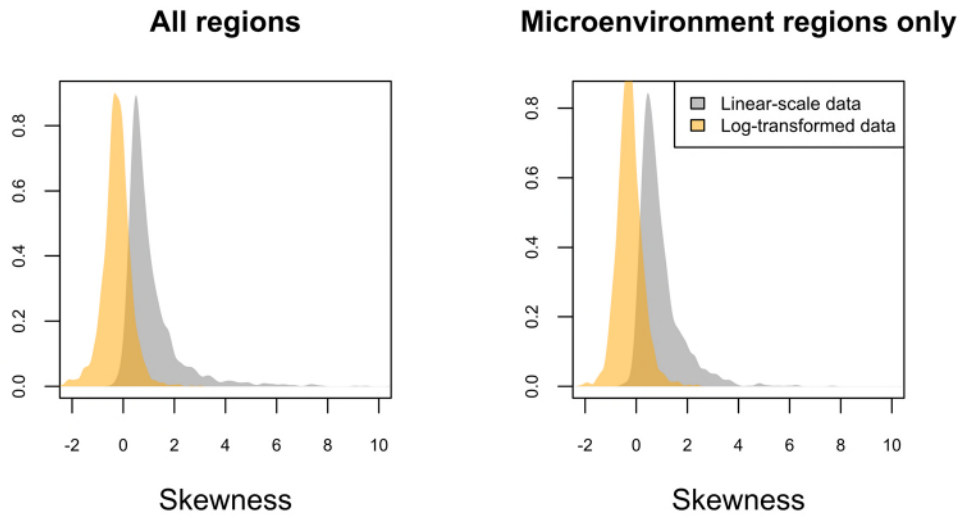 All regions
Microenvironment regions only
0.0 0.2 0.4 0.6 0.8
-2 0 2 4 6 8 10
Skewness
Linear-scale data
Log-transformed data
0.0 0.2 0.4 0.6 0.8
-2 0 2 4 6 8 10
Skewness